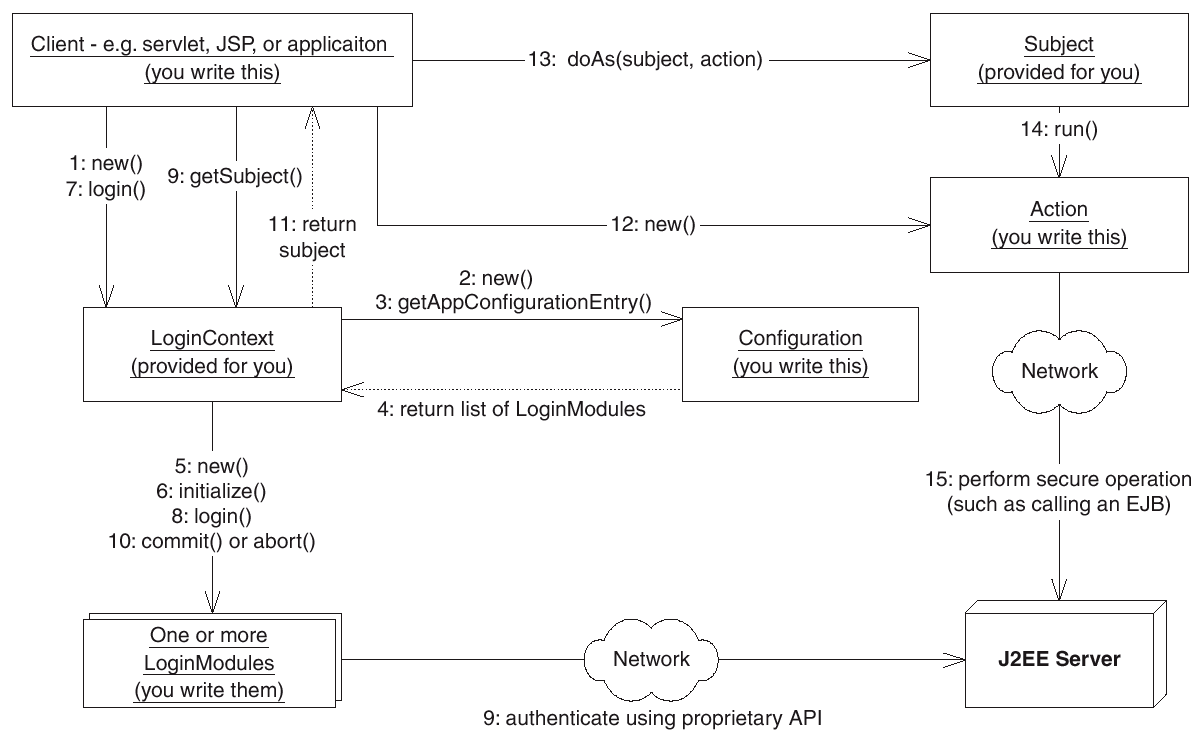 Client - e.g. servlet, JSP, or applicaiton
(you write this)
13: doAs(subject, action)
Subject
(provided for you)
14: run()
1: new()
7: login()
9: getSubject()
11: return
subject
12: new()
Action
(you write this)
2: new()
3: getAppConfigurationEntry()
LoginContext
(provided for you)
Configuration
(you write this)
4: return list of LoginModules
Network
5: new()
6: initialize()
8: login()
10: commit() or abort()
15: perform secure operation
(such as calling an EJB)
One or more
LoginModules
(you write them)
Network
J2EE Server
9: authenticate using proprietary API